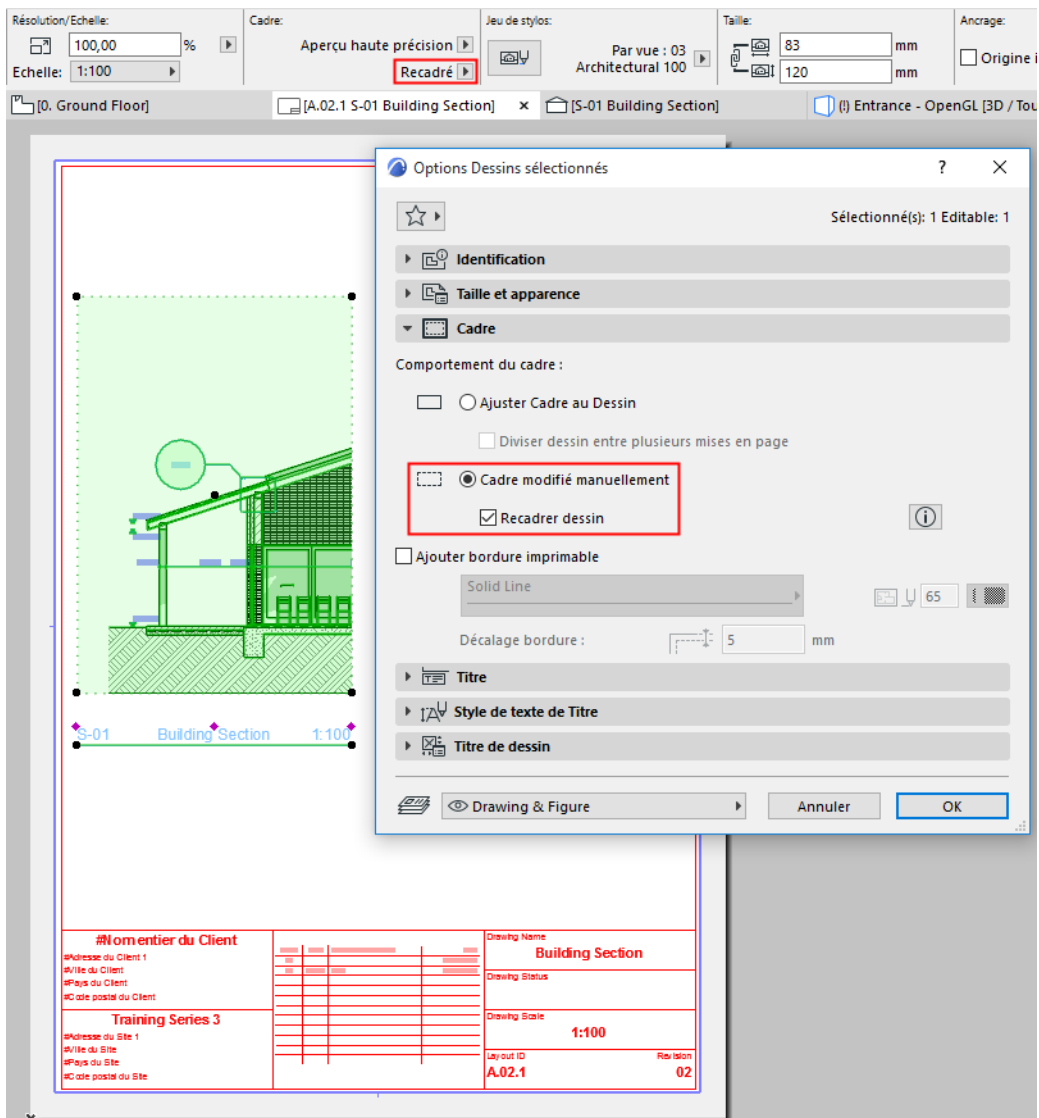 Résolution/Echelle:
Cadre:
Jeu de stylos:
Taille:
Ancrage:
100,00 %
Aperçu haute précision
Par vue : 03
Architectural 100
83 mm
Origine i
Echelle: 1:100
Recadré
120 mm
[0. Ground Floor]
[A.02.1 S-01 Building Section] ×
[S-01 Building Section]
(!) Entrance - OpenGL [3D / Tou
Options Dessins sélectionnés
?
Sélectionné(s): 1 Editable: 1
Identification
Taille et apparence
Cadre
Comportement du cadre :
Ajuster Cadre au Dessin
Diviser dessin entre plusieurs mises en page
Cadre modifié manuellement
Recadrer dessin
Ajouter bordure imprimable
Solid Line
65
Décalage bordure :
5 mm
Titre
Style de texte de Titre
Titre de dessin
Drawing & Figure
Annuler
OK
S-01 Building Section 1:100
#Nomentier du Client
#Adresse du Client 1
#Ville du Client
#Pays du Client
#Code postal du Client
Training Series 3
#Adresse du Site 1
#Ville du Site
#Pays du Site
#Code postal du Site
Drawing Name
Building Section
Drawing Status
Drawing Scale
1:100
Layout ID
Revision
A.02.1
02